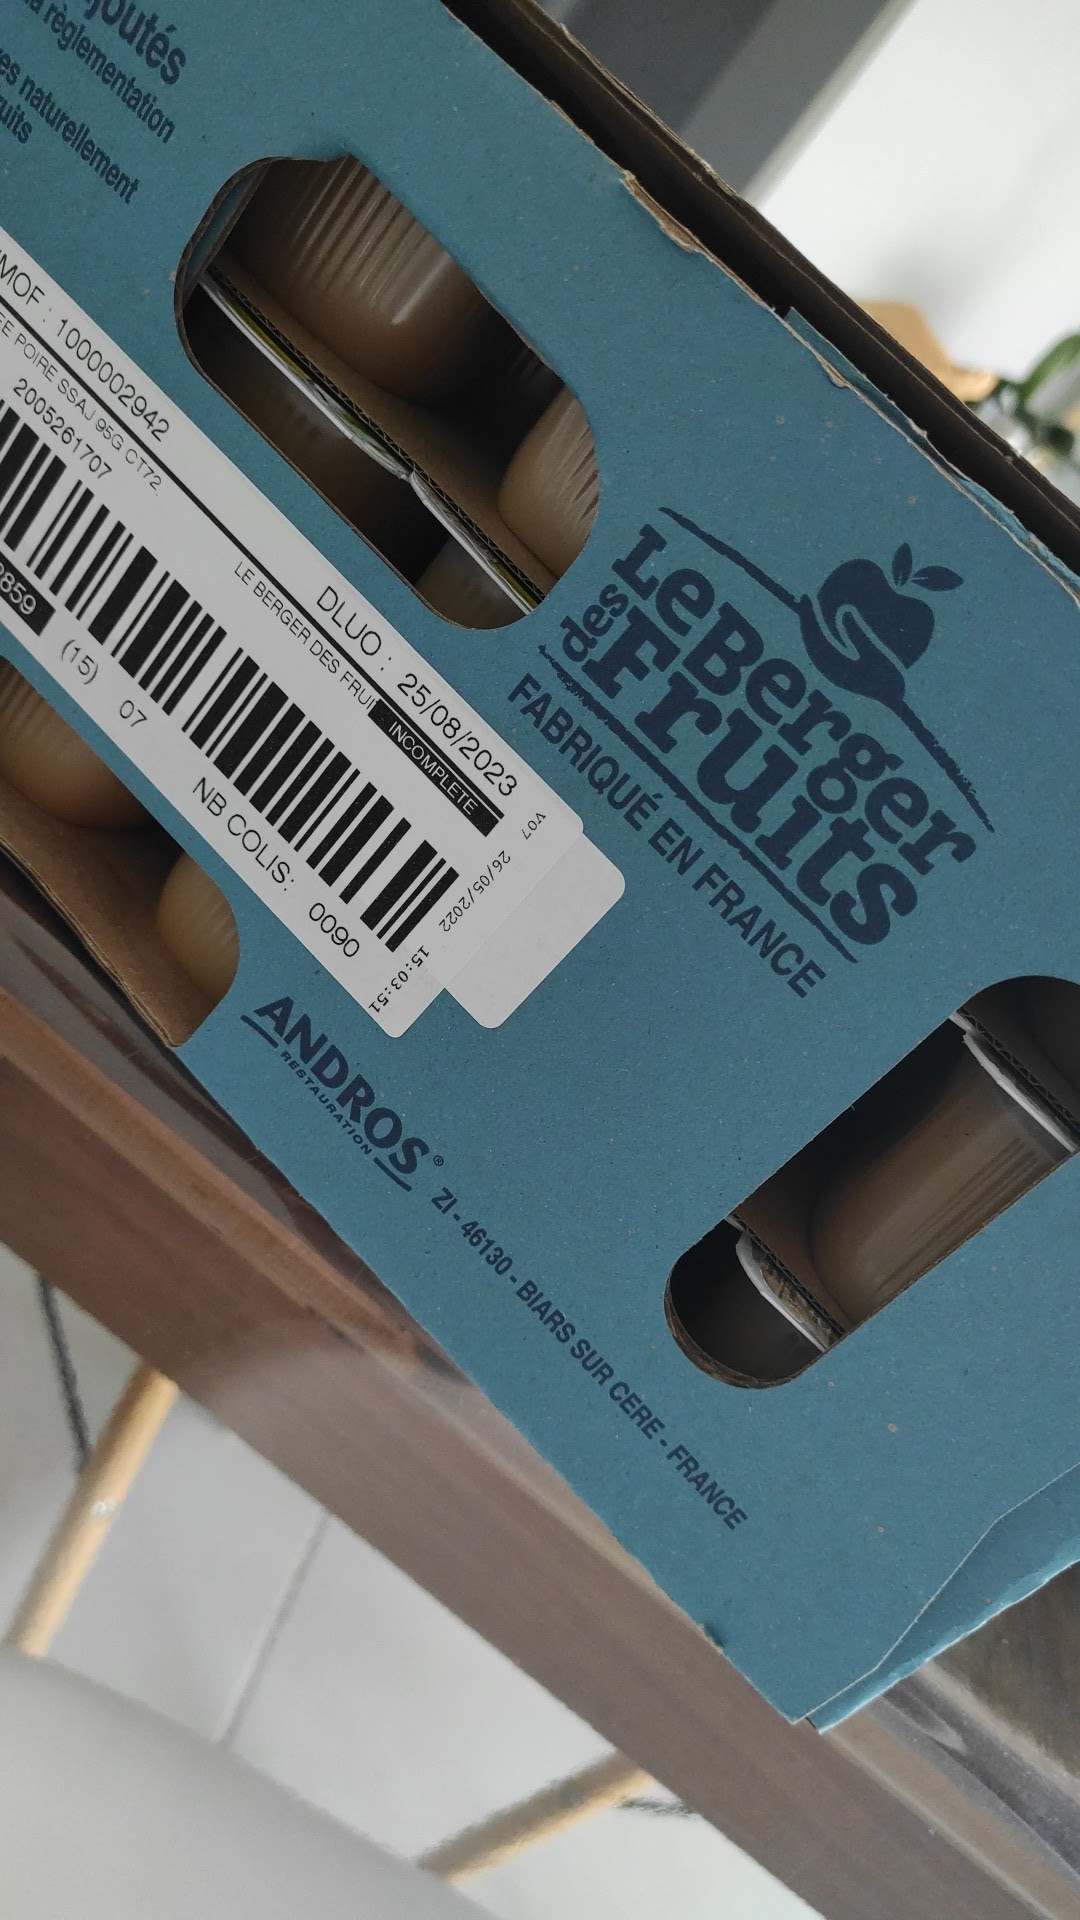 joutés
la règlementation
naturellement
MOF : 1000002942
POIRE SSAJ 95G CT72.
2005261707
DLUO : 25/08/2023
LE BERGER DES FRUI
INCOMPLETE
V07
26/05/2022
15:03:51
859
(15) 07
NB COLIS: 0090
Le Berger
des Fruits
FABRIQUÉ EN FRANCE
ANDROS®
RESTAURATION
ZI - 46130 - BIARS SUR CERE - FRANCE